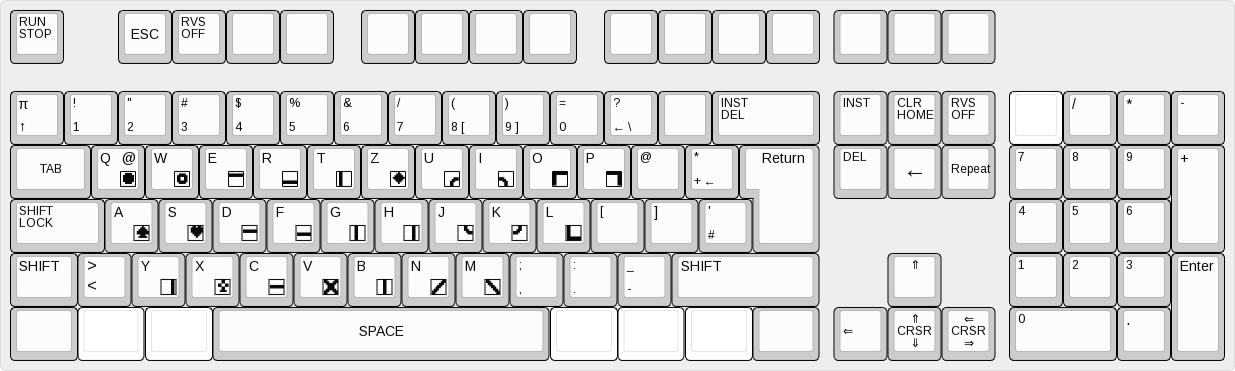 RUN
STOP
ESC
RVS
OFF
π
↑
!
1
"
2
#
3
$
4
%
5
&
6
/
7
(
8 [
)
9 ]
=
0
?
← \
INST
DEL
INST
CLR
HOME
RVS
OFF
/
*
-
TAB
Q @
W
E
R
T
Z
U
I
O
P
@
*
+ ←
Return
DEL
←
Repeat
7
8
9
+
SHIFT
LOCK
A
S
D
F
G
H
J
K
L
[
]
'
#
4
5
6
SHIFT
>
<
Y
X
C
V
B
N
M
;
,
:
.
_
-
SHIFT
⇑
1
2
3
Enter
SPACE
⇐
⇑
CRSR
⇓
⇐
CRSR
⇒
0
.